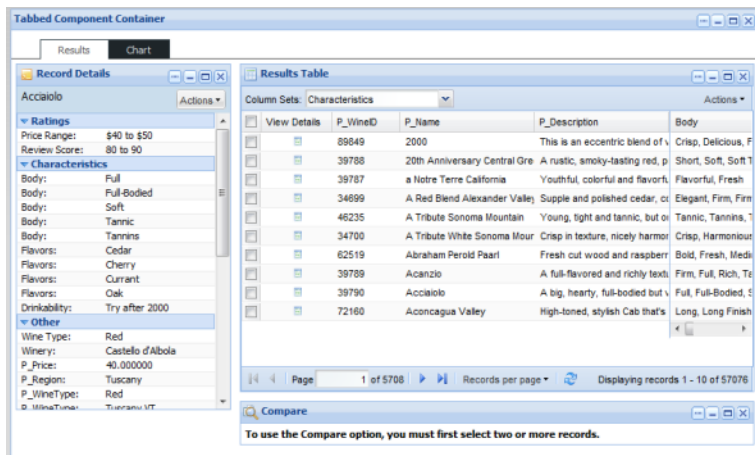 Tabbed Component Container
Results Chart
Record Details
Acciaiolo Actions
Ratings
Price Range: $40 to $50
Review Score: 80 to 90
Characteristics
Body: Full
Body: Full-Bodied
Body: Soft
Body: Tannic
Body: Tannins
Flavors: Cedar
Flavors: Cherry
Flavors: Currant
Flavors: Oak
Drinkability: Try after 2000
Other
Wine Type: Red
Winery: Castello d'Albola
P_Price: 40.000000
P_Region: Tuscany
P_WineType: Red
P_WineType: Tuscany VT
Results Table
Column Sets: Characteristics Actions
View Details P_WineID P_Name P_Description Body
89849 2000 This is an eccentric blend of v Crisp, Delicious, F
39788 20th Anniversary Central Gre A rustic, smoky-tasting red, p Short, Soft, Soft T
39787 a Notre Terre California Youthful, colorful and flavorfu Flavorful, Fresh
34699 A Red Blend Alexander Valley Supple and polished cedar, co Elegant, Firm, Firm
46235 A Tribute Sonoma Mountain Young, tight and tannic, but or Tannic, Tannins, T
34700 A Tribute White Sonoma Mour Crisp in texture, nicely harmor Crisp, Harmonious
62519 Abraham Perold Paarl Fresh cut wood and raspberr Bold, Fresh, Medi
39789 Acanzio A full-flavored and richly textu Firm, Full, Rich, Ta
39790 Acciaiolo A big, hearty, full-bodied but v Full, Full-Bodied, S
72160 Aconcagua Valley High-toned, stylish Cab that's Long, Long Finish
Page 1 of 5708 Records per page Displaying records 1 - 10 of 57076
Compare
To use the Compare option, you must first select two or more records.